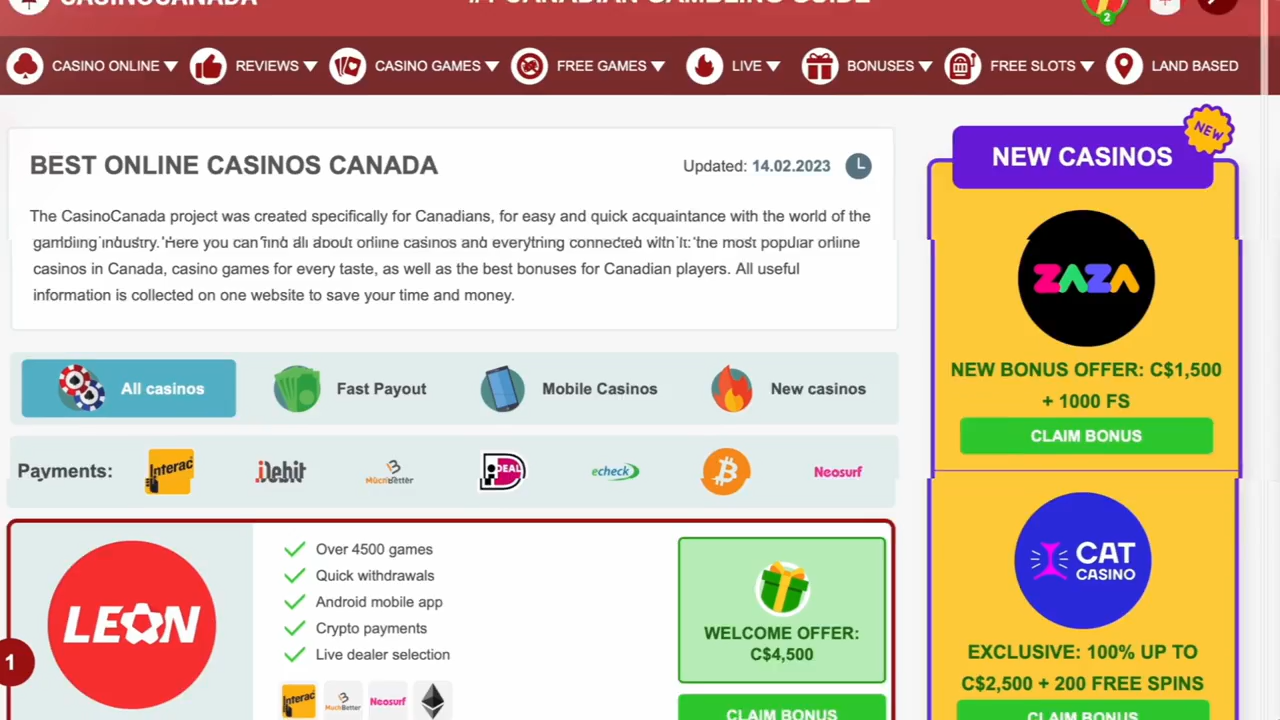 CASINOCANADA
#1 CANADIAN GAMBLING GUIDE
2
CASINO ONLINE
REVIEWS
CASINO GAMES
FREE GAMES
LIVE
BONUSES
FREE SLOTS
LAND BASED
BEST ONLINE CASINOS CANADA
Updated: 14.02.2023
The CasinoCanada project was created specifically for Canadians, for easy and quick acquaintance with the world of the
gambling industry. Here you can find all about online casinos and everything connected with it: the most popular online
casinos in Canada, casino games for every taste, as well as the best bonuses for Canadian players. All useful
information is collected on one website to save your time and money.
All casinos
Fast Payout
Mobile Casinos
New casinos
Payments:
Interac
iDebit
MuchBetter
iDEAL
echeck
Neosurf
1
LEON
Over 4500 games
Quick withdrawals
Android mobile app
Crypto payments
Live dealer selection
Interac
MuchBetter
Neosurf
WELCOME OFFER:
C$4,500
CLAIM BONUS
NEW
NEW CASINOS
ZAZA
NEW BONUS OFFER: C$1,500
+ 1000 FS
CLAIM BONUS
CAT
CASINO
EXCLUSIVE: 100% UP TO
C$2,500 + 200 FREE SPINS
CLAIM BONUS